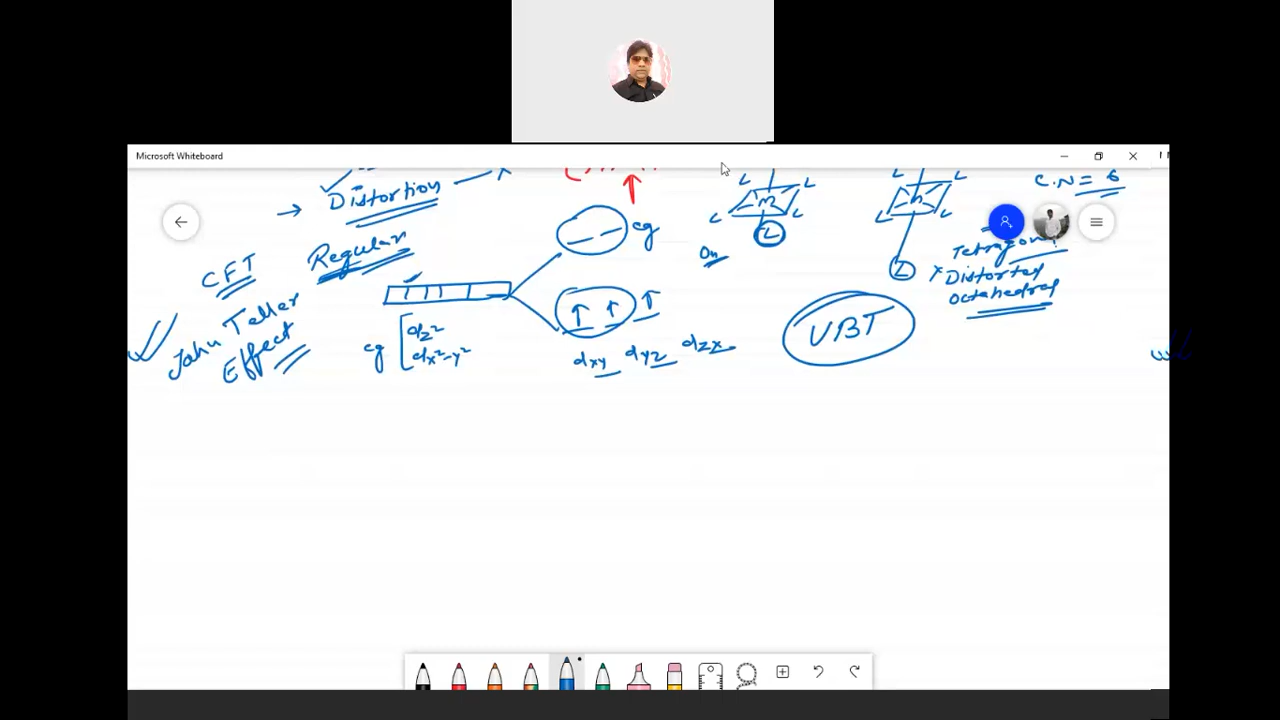 Microsoft Whiteboard
→ Distortion
Regular
CFT
Jahn Teller
Effect
eg
dz²
dx²-y²
eg
dxy dyz dzx
L L
L M L
L
Oh
L L
L M L
L
C.N = 6
Distorted
Octahedral
VBT